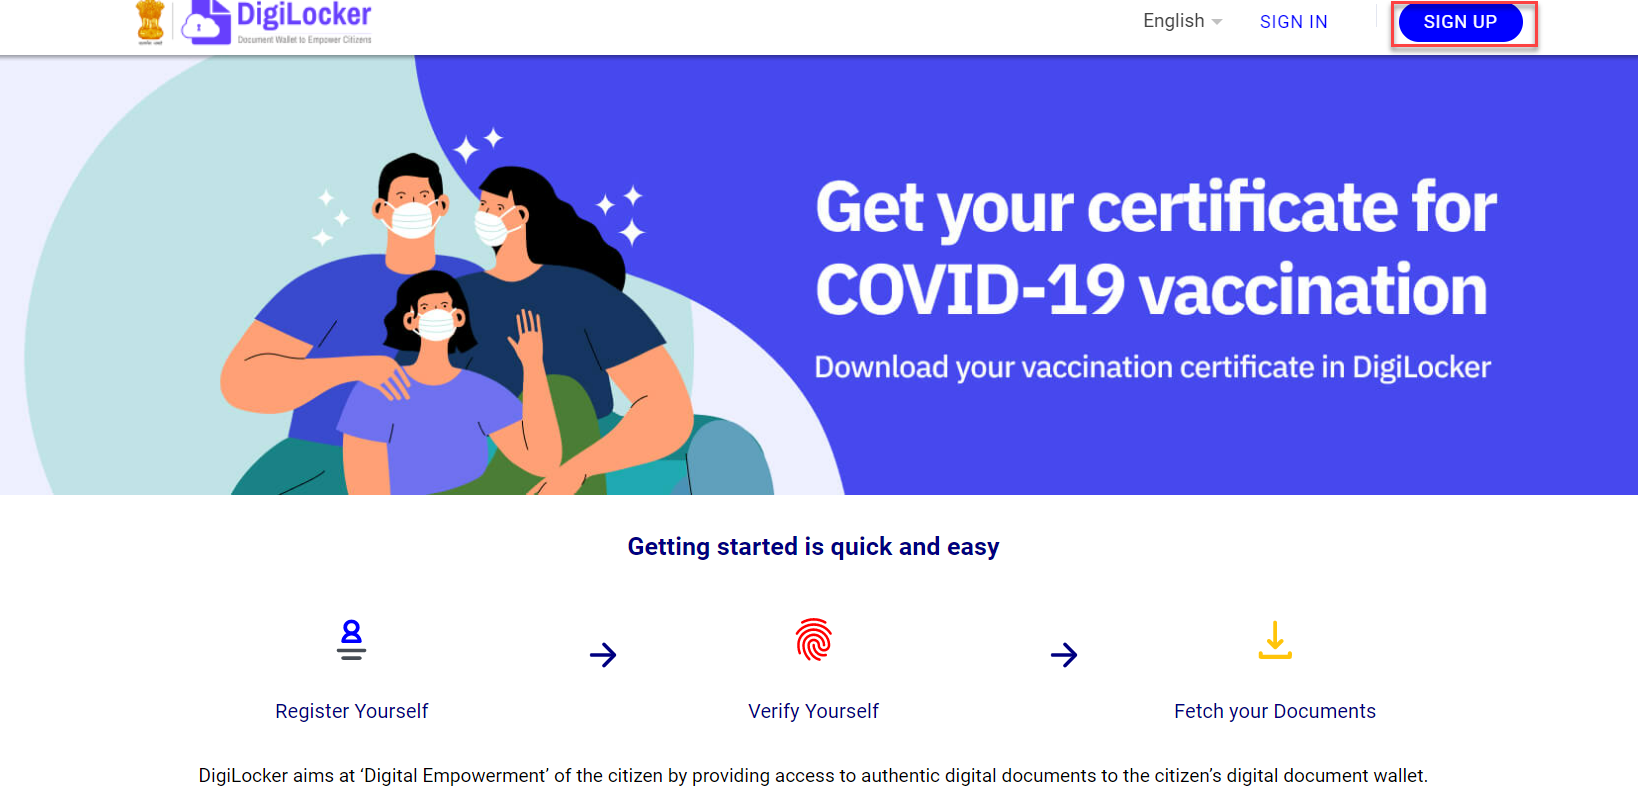 DigiLocker
Document Wallet to Empower Citizens
English
SIGN IN
SIGN UP
Get your certificate for
COVID-19 vaccination
Download your vaccination certificate in DigiLocker
Getting started is quick and easy
Register Yourself
Verify Yourself
Fetch your Documents
DigiLocker aims at ‘Digital Empowerment’ of the citizen by providing access to authentic digital documents to the citizen’s digital document wallet.